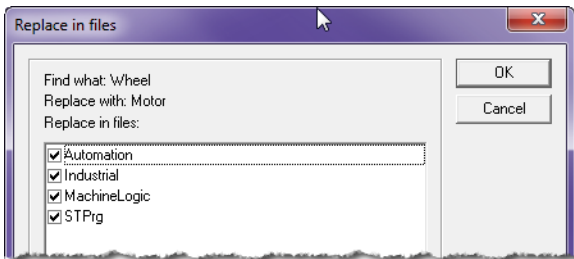 Replace in files
Find what: Wheel
OK
Replace with: Motor
Cancel
Replace in files:
Automation
Industrial
MachineLogic
STPrg